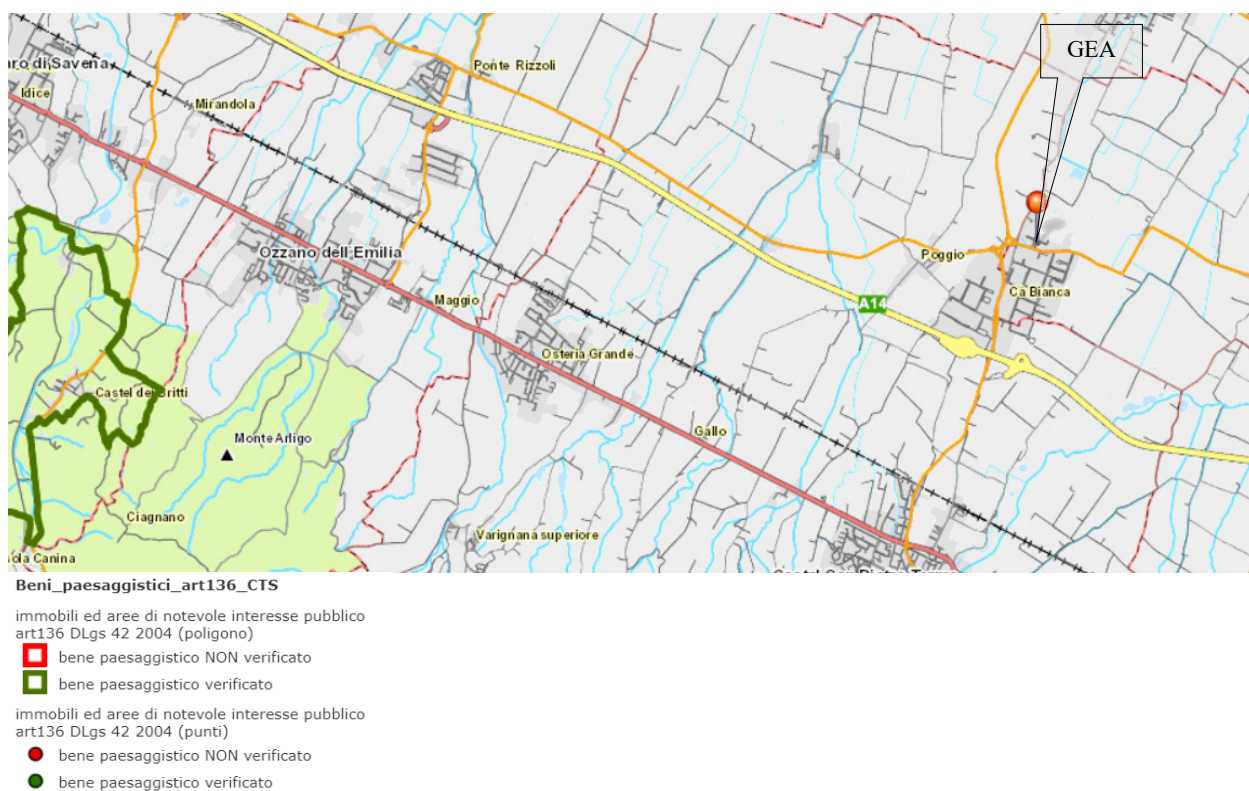 GEA
Ponte Rizzoli
ro di Savena
Idice
Mirandola
Ozzano dell'Emilia
Poggio
Ca Bianca
Maggio
A14
Osteria Grande
Castel dei Britti
Gallo
Monte Arligo
Ciagnano
Varignana superiore
ola Canina
Beni_paesaggistici_art136_CTS
immobili ed aree di notevole interesse pubblico
art136 DLgs 42 2004 (poligono)
bene paesaggistico NON verificato
bene paesaggistico verificato
immobili ed aree di notevole interesse pubblico
art136 DLgs 42 2004 (punti)
bene paesaggistico NON verificato
bene paesaggistico verificato